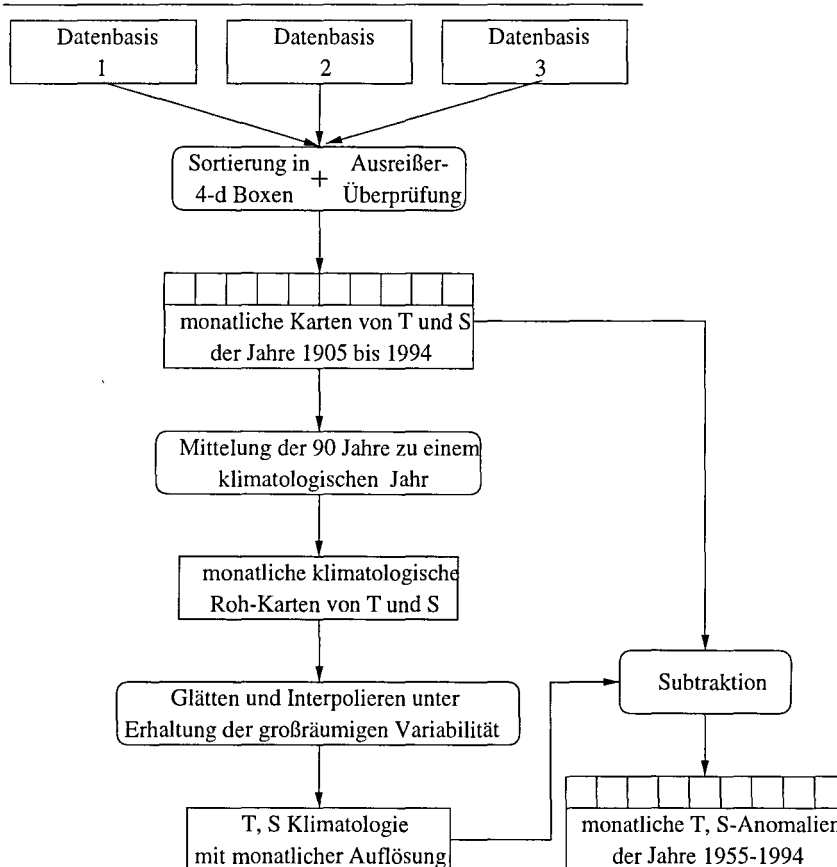 Datenbasis
1
Datenbasis
2
Datenbasis
3
Sortierung in
4-d Boxen
+
Ausreißer-
Überprüfung
monatliche Karten von T und S
der Jahre 1905 bis 1994
Mittelung der 90 Jahre zu einem
klimatologischen Jahr
monatliche klimatologische
Roh-Karten von T und S
Glätten und Interpolieren unter
Erhaltung der großräumigen Variabilität
Subtraktion
T, S Klimatologie
mit monatlicher Auflösung
monatliche T, S-Anomalien
der Jahre 1955-1994